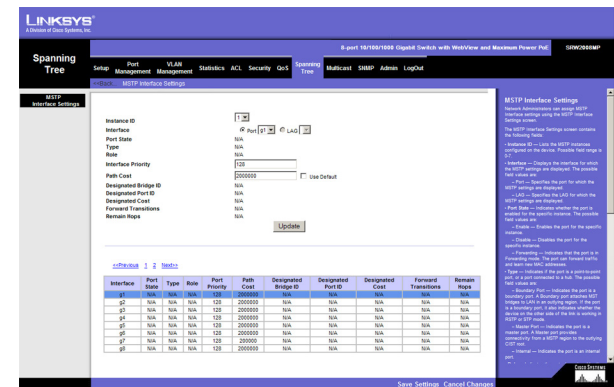 LINKSYS®
A Division of Cisco Systems, Inc.
8-port 10/100/1000 Gigabit Switch with WebView and Maximum Power PoE
SRW2008MP
Spanning Tree
Setup
Port Management
VLAN Management
Statistics
ACL
Security
QoS
Spanning Tree
Multicast
SNMP
Admin
LogOut
<<Back
MSTP Interface Settings
MSTP Interface Settings
Instance ID 1
Interface Port g1 LAG
Port State N/A
Type N/A
Role N/A
Interface Priority 128
Path Cost 2000000 Use Default
Designated Bridge ID N/A
Designated Port ID N/A
Designated Cost N/A
Forward Transitions N/A
Remain Hops N/A
Update
<<Previous 1 2 Next>>
Interface Port State Type Role Port Priority Path Cost Designated Bridge ID Designated Port ID Designated Cost Forward Transitions Remain Hops
g1 N/A N/A N/A 128 2000000 N/A N/A N/A N/A N/A
g2 N/A N/A N/A 128 2000000 N/A N/A N/A N/A N/A
g3 N/A N/A N/A 128 2000000 N/A N/A N/A N/A N/A
g4 N/A N/A N/A 128 2000000 N/A N/A N/A N/A N/A
g5 N/A N/A N/A 128 2000000 N/A N/A N/A N/A N/A
g6 N/A N/A N/A 128 2000000 N/A N/A N/A N/A N/A
g7 N/A N/A N/A 128 200000 N/A N/A N/A N/A N/A
g8 N/A N/A N/A 128 2000000 N/A N/A N/A N/A N/A
MSTP Interface Settings
Network Administrators can assign MSTP
Interface settings using the MSTP Interface
Settings screen.
The MSTP Interface Settings screen contains
the following fields:
• Instance ID — Lists the MSTP instances
configured on the device. Possible field range is
0-7.
• Interface — Displays the interface for which
the MSTP settings are displayed. The possible
field values are:
– Port — Specifies the port for which the
MSTP settings are displayed.
– LAG — Specifies the LAG for which the
MSTP settings are displayed.
• Port State — Indicates whether the port is
enabled for the specific instance. The possible
field values are:
– Enable — Enables the port for the specific
instance.
– Disable — Disables the port for the
specific instance.
– Forwarding — Indicates that the port is in
Forwarding mode. The port can forward traffic
and learn new MAC addresses.
• Type — Indicates if the port is a point-to-point
port, or a port connected to a hub. The possible
field values are:
– Boundary Port — Indicates the port is a
boundary port. A Boundary port attaches MST
bridges to LAN in an outlying region. If the port
is a boundary port, it also indicates whether the
device on the other side of the link is working in
RSTP or STP mode.
– Master Port — Indicates the port is a
master port. A Master port provides
connectivity from a MSTP region to the outlying
CIST root.
– Internal — Indicates the port is an internal
port.
Save Settings
Cancel Changes
CISCO SYSTEMS